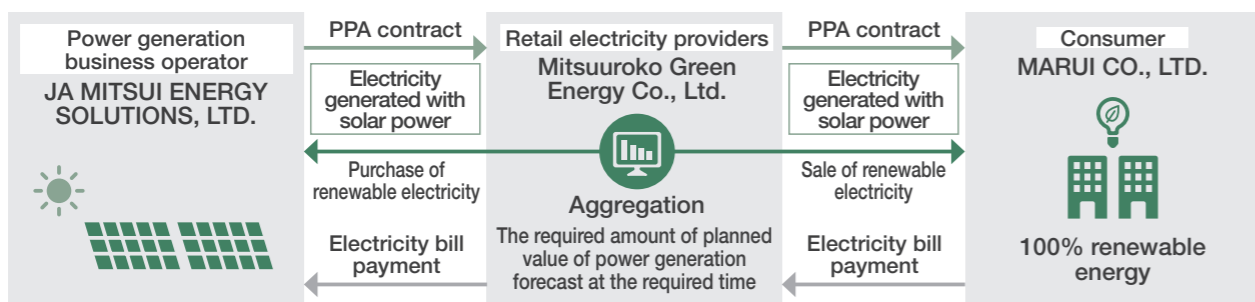 Power generation
business operator
JA MITSUI ENERGY
SOLUTIONS, LTD.
PPA contract
Electricity
generated with
solar power
Purchase of
renewable electricity
Electricity bill
payment
Retail electricity providers
Mitsuuroko Green
Energy Co., Ltd.
Aggregation
The required amount of planned
value of power generation
forecast at the required time
PPA contract
Electricity
generated with
solar power
Sale of renewable
electricity
Electricity bill
payment
Consumer
MARUI CO., LTD.
100% renewable
energy